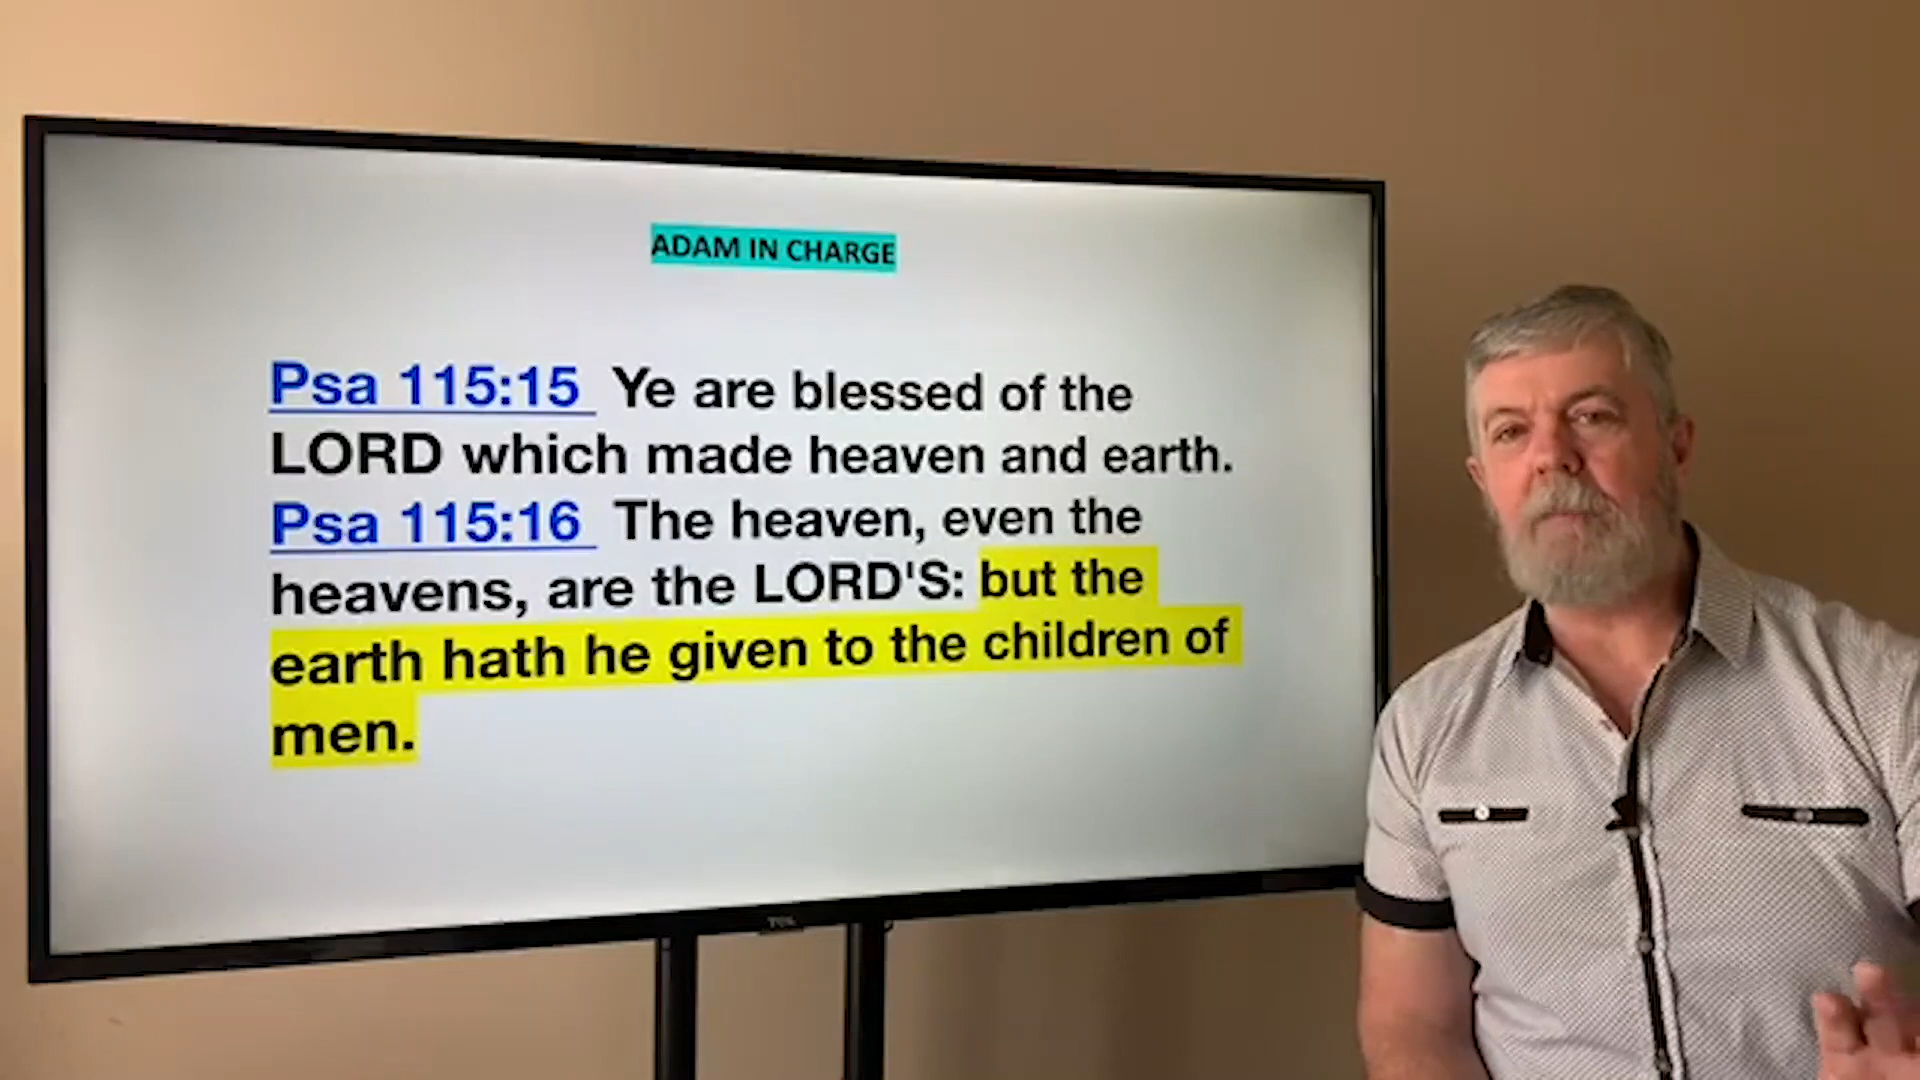 ADAM IN CHARGE
Psa 115:15 Ye are blessed of the
LORD which made heaven and earth.
Psa 115:16 The heaven, even the
heavens, are the LORD'S: but the
earth hath he given to the children of
men.
TCL